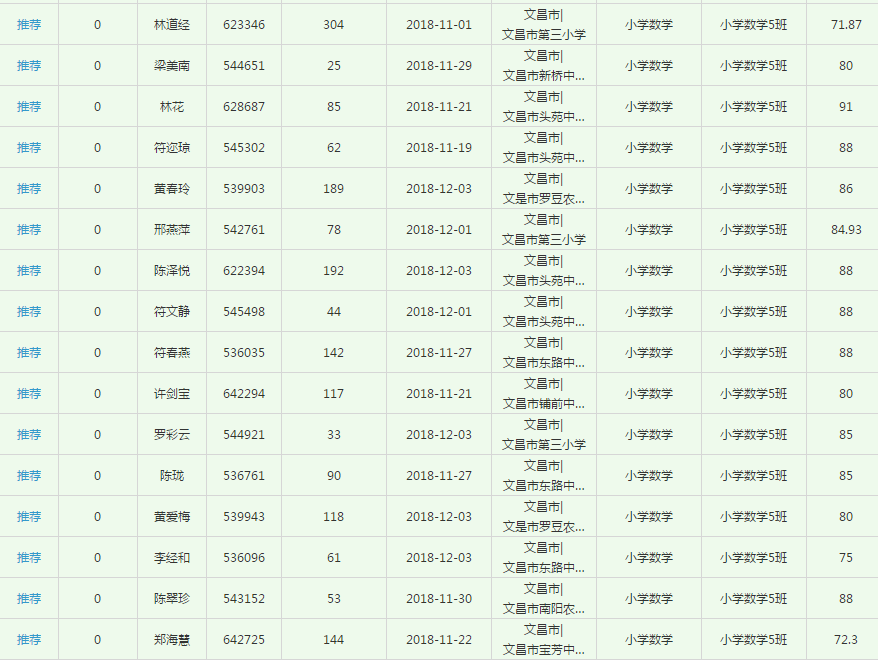 推荐 0 林道经 623346 304 2018-11-01 文昌市| 小学数学 小学数学5班 71.87
文昌市第三小学
推荐 0 梁美南 544651 25 2018-11-29 文昌市| 小学数学 小学数学5班 80
文昌市新桥中...
推荐 0 林花 628687 85 2018-11-21 文昌市| 小学数学 小学数学5班 91
文昌市头苑中...
推荐 0 符迩琼 545302 62 2018-11-19 文昌市| 小学数学 小学数学5班 88
文昌市头苑中...
推荐 0 黄春玲 539903 189 2018-12-03 文昌市| 小学数学 小学数学5班 86
文是市罗豆农...
推荐 0 邢燕萍 542761 78 2018-12-01 文昌市| 小学数学 小学数学5班 84.93
文昌市第三小学
推荐 0 陈泽悦 622394 192 2018-12-03 文昌市| 小学数学 小学数学5班 88
文昌市头苑中...
推荐 0 符文静 545498 44 2018-12-01 文昌市| 小学数学 小学数学5班 88
文昌市头苑中...
推荐 0 符春燕 536035 142 2018-11-27 文昌市| 小学数学 小学数学5班 88
文昌市东路中...
推荐 0 许剑宝 642294 117 2018-11-21 文昌市| 小学数学 小学数学5班 80
文昌市铺前中...
推荐 0 罗彩云 544921 33 2018-12-03 文昌市| 小学数学 小学数学5班 85
文昌市第三小学
推荐 0 陈珑 536761 90 2018-11-27 文昌市| 小学数学 小学数学5班 85
文昌市东路中...
推荐 0 黄爱梅 539943 118 2018-12-03 文昌市| 小学数学 小学数学5班 80
文是市罗豆农...
推荐 0 李经和 536096 61 2018-12-03 文昌市| 小学数学 小学数学5班 75
文昌市东路中...
推荐 0 陈翠珍 543152 53 2018-11-30 文昌市| 小学数学 小学数学5班 88
文昌市南阳农...
推荐 0 郑海慧 642725 144 2018-11-22 文昌市| 小学数学 小学数学5班 72.3
文昌市宝芳中...